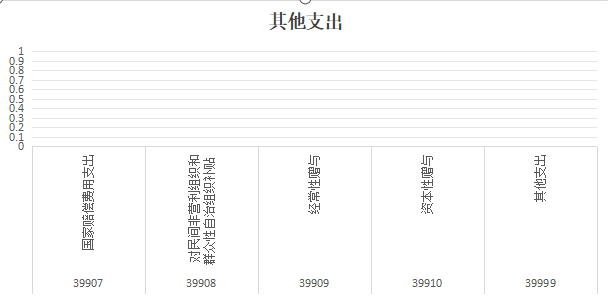 其他支出
1
0.9
0.8
0.7
0.6
0.5
0.4
0.3
0.2
0.1
0
国家赔偿费用支出
对民间非营利组织和
群众性自治组织补贴
经常性赠与
资本性赠与
其他支出
39907
39908
39909
39910
39999